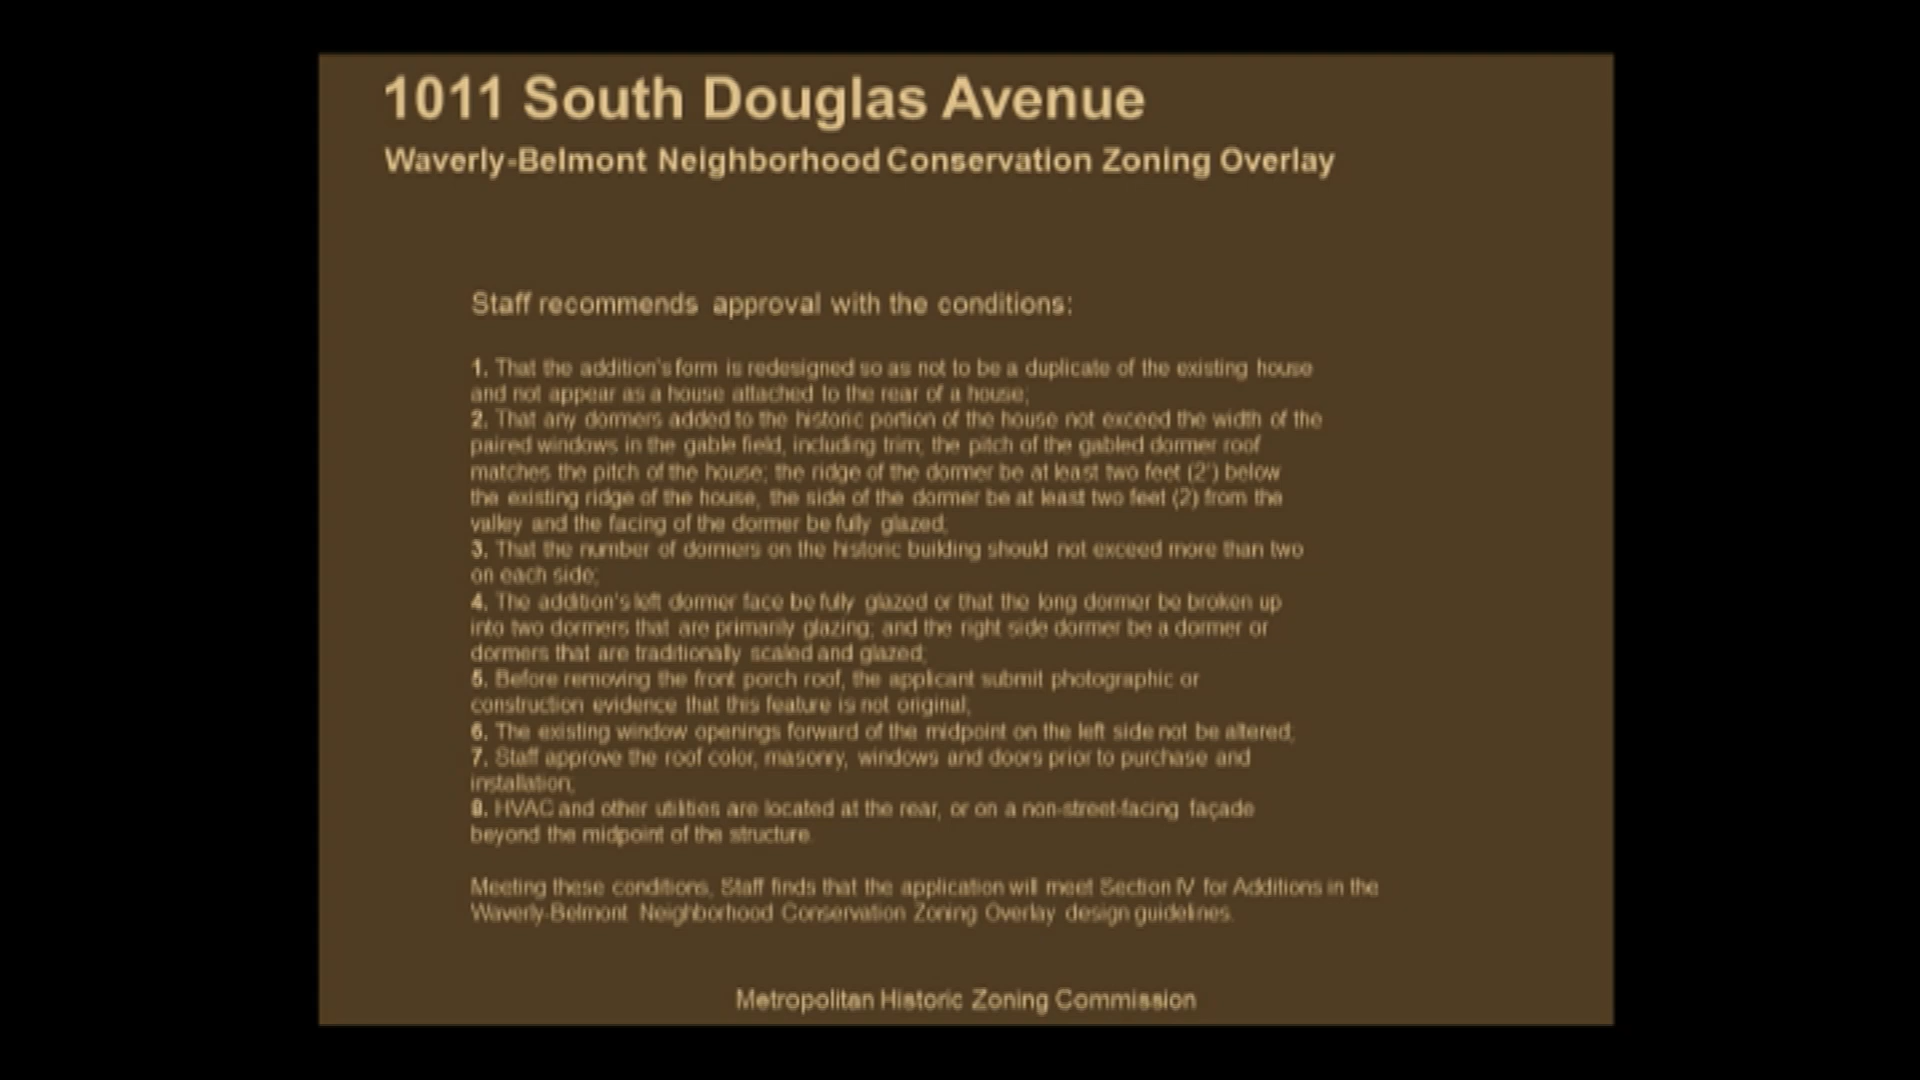 1011 South Douglas Avenue
Waverly-Belmont Neighborhood Conservation Zoning Overlay
Staff recommends approval with the conditions:
1. That the addition's form is redesigned so as not to be a duplicate of the existing house
and not appear as a house attached to the rear of a house;
2. That any dormers added to the historic portion of the house not exceed the width of the
paired windows in the gable field, including trim; the pitch of the gabled dormer roof
matches the pitch of the house; the ridge of the dormer be at least two feet (2') below
the existing ridge of the house, the side of the dormer be at least two feet (2) from the
valley and the facing of the dormer be fully glazed;
3. That the number of dormers on the historic building should not exceed more than two
on each side;
4. The addition's left dormer face be fully glazed or that the long dormer be broken up
into two dormers that are primarily glazing; and the right side dormer be a dormer or
dormers that are traditionally scaled and glazed;
5. Before removing the front porch roof, the applicant submit photographic or
construction evidence that this feature is not original;
6. The existing window openings forward of the midpoint on the left side not be altered;
7. Staff approve the roof color, masonry, windows and doors prior to purchase and
installation;
8. HVAC and other utilities are located at the rear, or on a non-street-facing façade
beyond the midpoint of the structure.
Meeting these conditions, Staff finds that the application will meet Section IV for Additions in the
Waverly-Belmont Neighborhood Conservation Zoning Overlay design guidelines.
Metropolitan Historic Zoning Commission